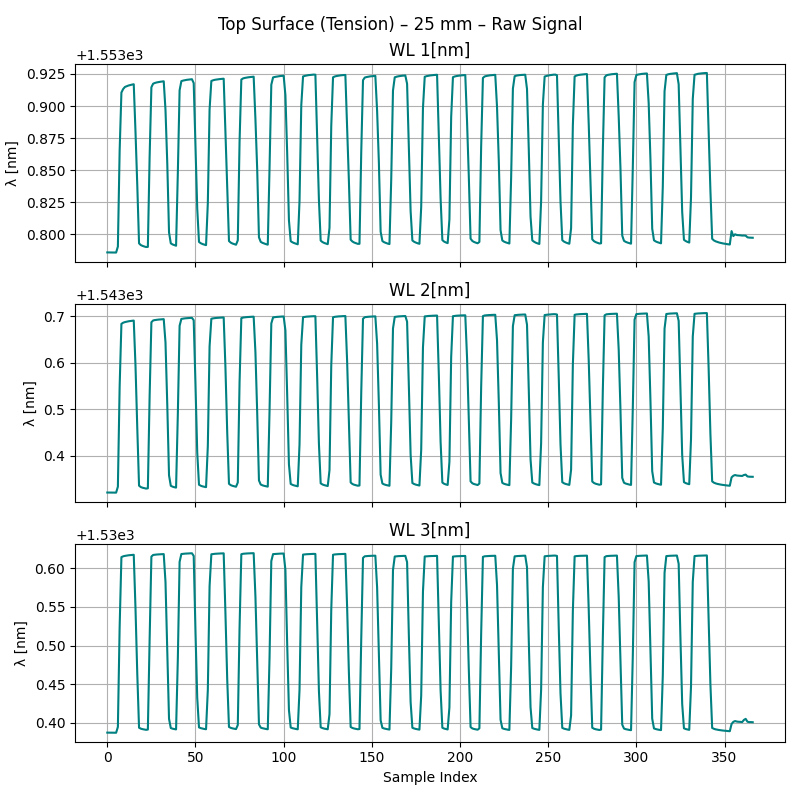 Top Surface (Tension) – 25 mm – Raw Signal
WL 1[nm]
+1.553e3
0.925
0.900
0.875
0.850
0.825
0.800
λ [nm]
WL 2[nm]
+1.543e3
0.7
0.6
0.5
0.4
λ [nm]
WL 3[nm]
+1.53e3
0.60
0.55
0.50
0.45
0.40
λ [nm]
0 50 100 150 200 250 300 350
Sample Index